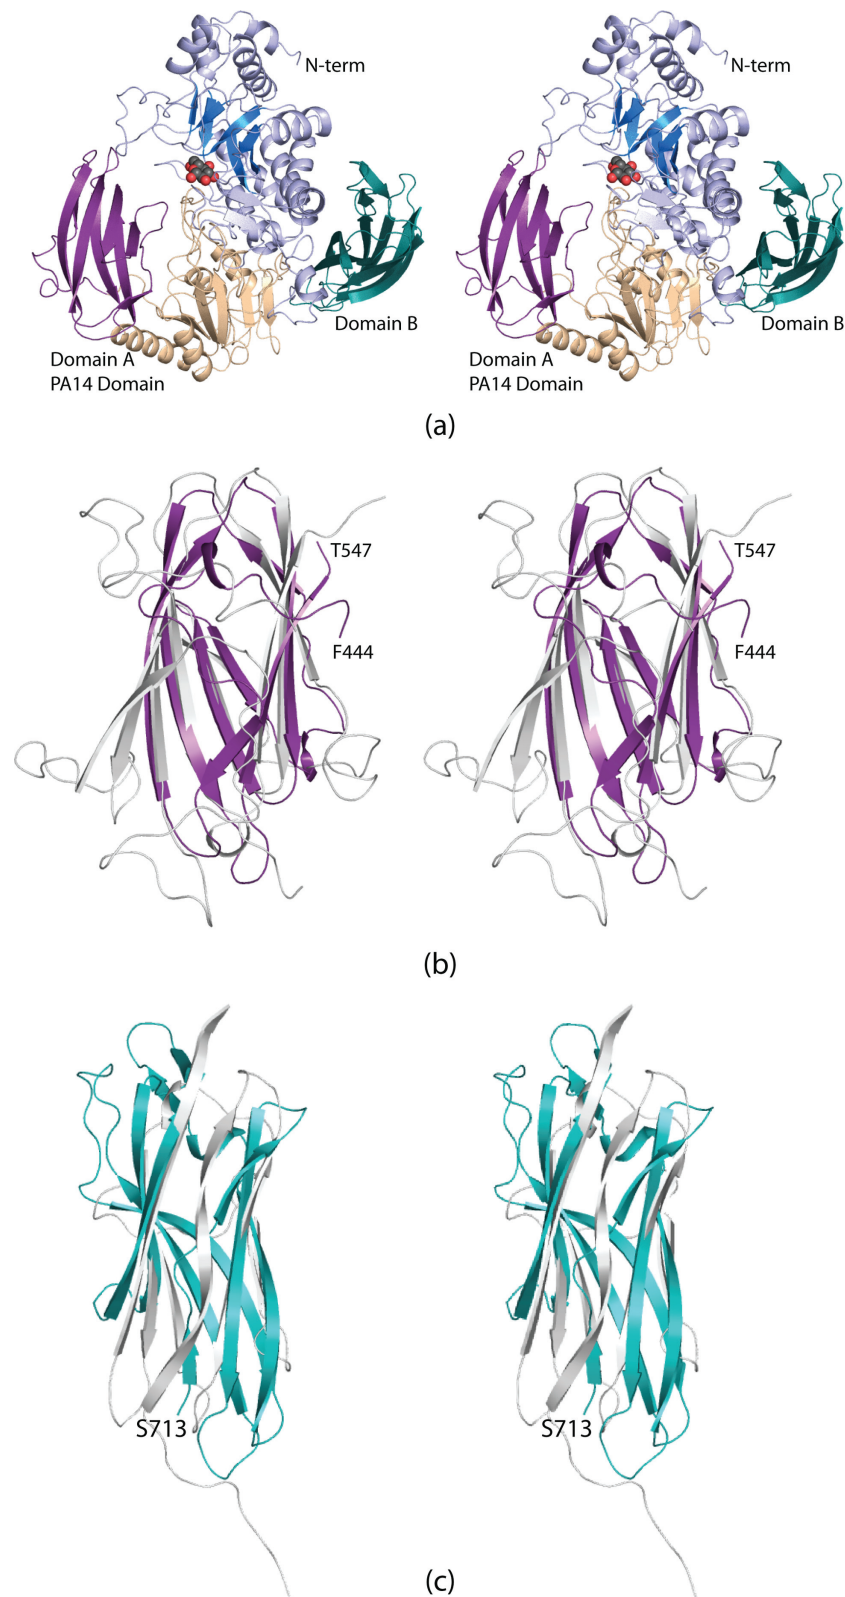 N-term
N-term
Domain B
Domain B
Domain A
PA14 Domain
Domain A
PA14 Domain
(a)
T547
T547
F444
F444
(b)
S713
S713
(c)